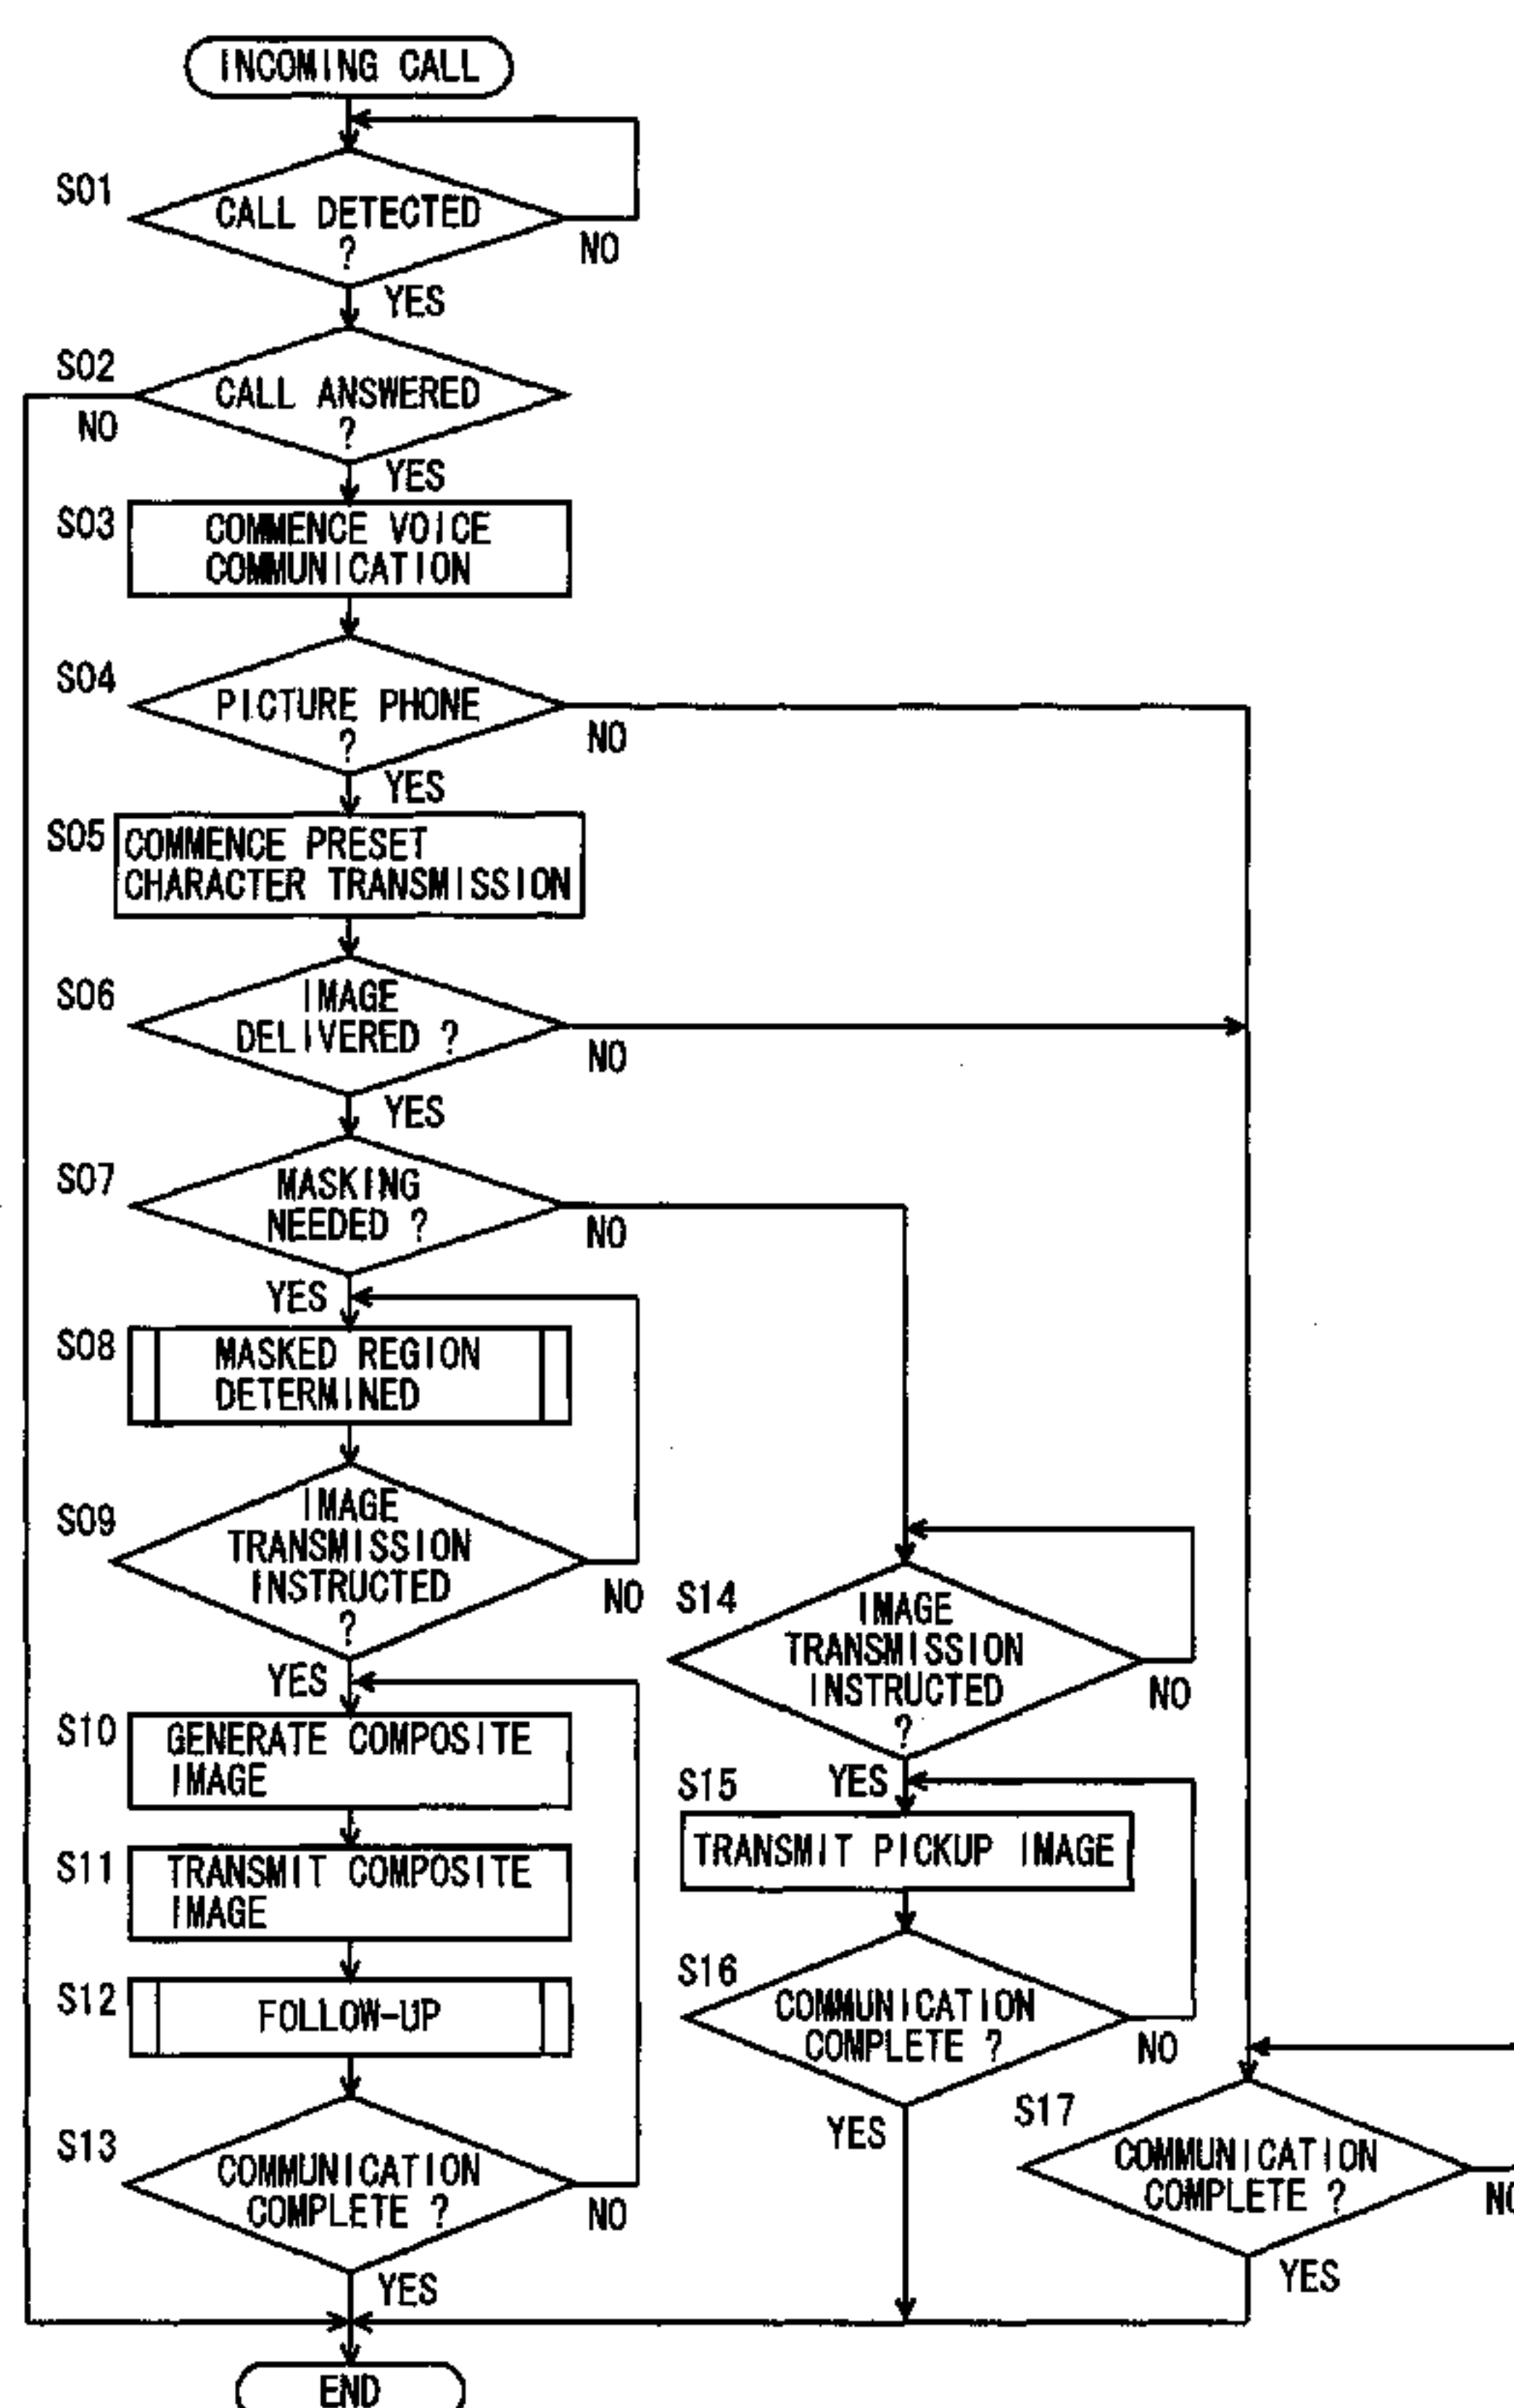 INCOMING CALL
S01
CALL DETECTED
?
NO
YES
S02
CALL ANSWERED
?
NO
YES
S03
COMMENCE VOICE
COMMUNICATION
S04
PICTURE PHONE
?
NO
YES
S05
COMMENCE PRESET
CHARACTER TRANSMISSION
S06
IMAGE
DELIVERED ?
NO
YES
S07
MASKING
NEEDED ?
NO
YES
S08
MASKED REGION
DETERMINED
S09
IMAGE
TRANSMISSION
INSTRUCTED
?
NO
YES
S10
GENERATE COMPOSITE
IMAGE
S11
TRANSMIT COMPOSITE
IMAGE
S12
FOLLOW-UP
S13
COMMUNICATION
COMPLETE ?
NO
YES
S14
IMAGE
TRANSMISSION
INSTRUCTED
?
NO
YES
S15
TRANSMIT PICKUP IMAGE
S16
COMMUNICATION
COMPLETE ?
NO
YES
S17
COMMUNICATION
COMPLETE ?
NO
YES
END